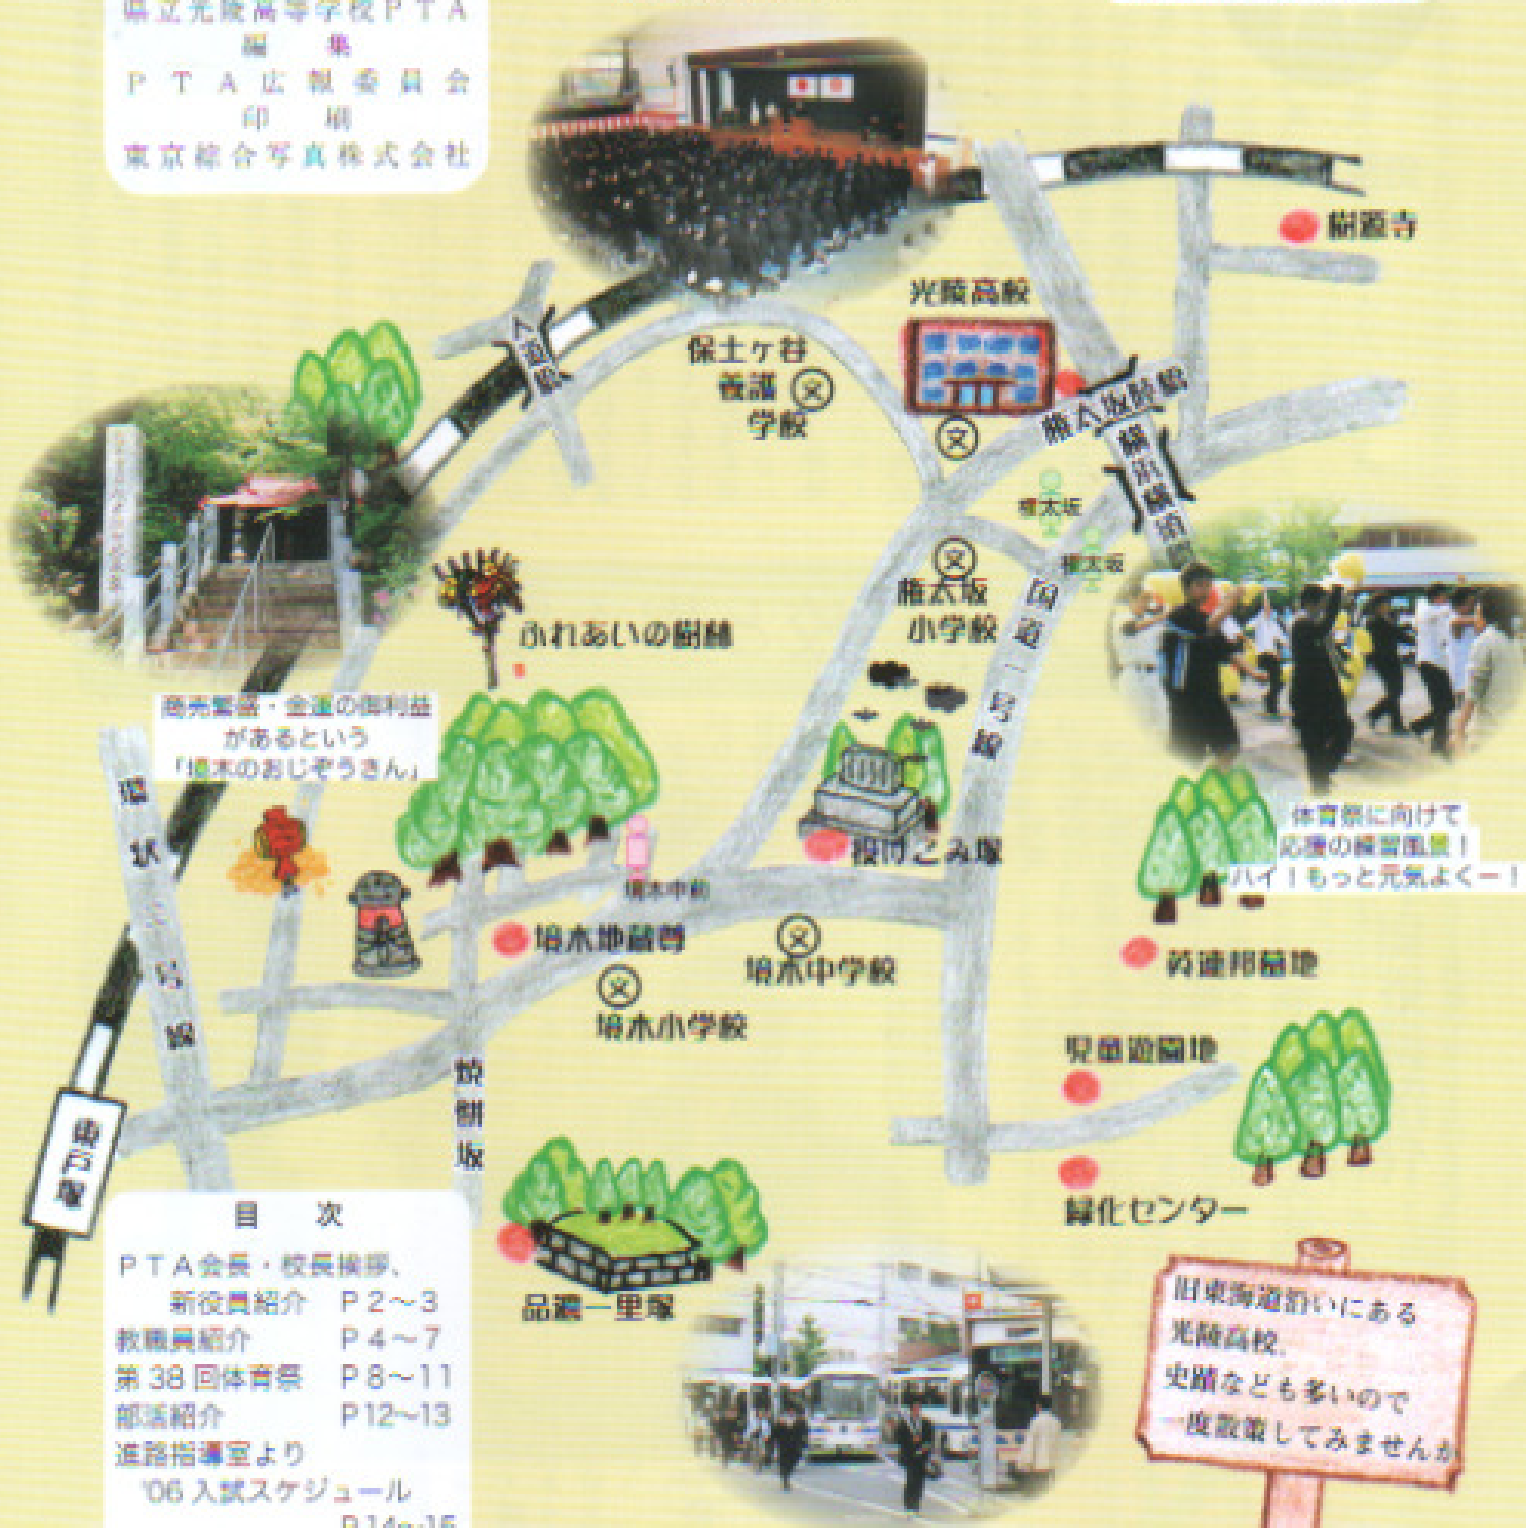 県立光陵高等学校ＰＴＡ
編　集
ＰＴＡ広報委員会
印　刷
東京綜合写真株式会社
樹源寺
光陵高校
保土ヶ谷
養護
学校
権太坂陸橋
横浜横須賀
権太坂
権太坂
権太坂
小学校
国道一号線
ふれあいの樹林
商売繁盛・金運の御利益
があるという
「境木のおじぞうさん」
環状
号線
投げこみ塚
境木中前
境木地蔵尊
境木中学校
境木小学校
体育祭に向けて
応援の練習風景！
ハイ！もっと元気よくー！
英連邦墓地
児童遊園地
緑化センター
焼餅坂
東戸塚
品濃一里塚
目　次
ＰＴＡ会長・校長挨拶、
新役員紹介　Ｐ2〜3
教職員紹介　Ｐ4〜7
第38回体育祭　Ｐ8〜11
部活紹介　Ｐ12〜13
進路指導室より
'06入試スケジュール
Ｐ14〜15
旧東海道沿いにある
光陵高校。
史蹟なども多いので
一度散策してみませんか